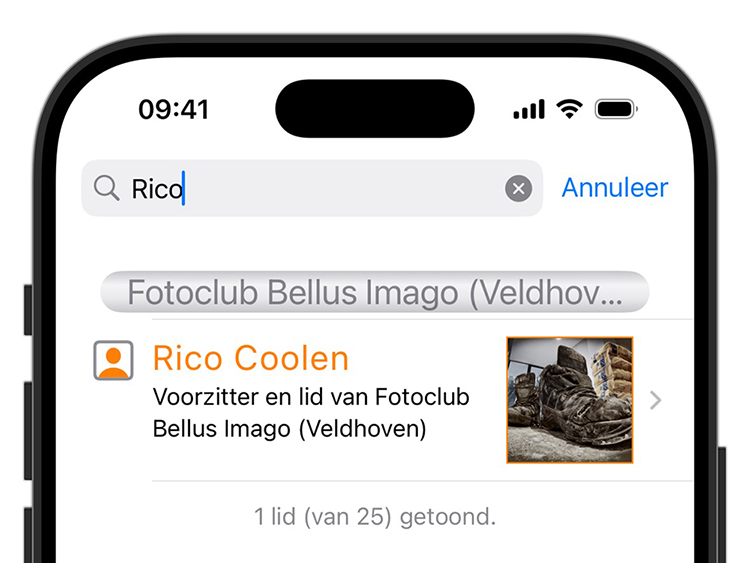 09:41
Rico
Annuleer
Fotoclub Bellus Imago (Veldhov...
Rico Coolen
Voorzitter en lid van Fotoclub
Bellus Imago (Veldhoven)
1 lid (van 25) getoond.